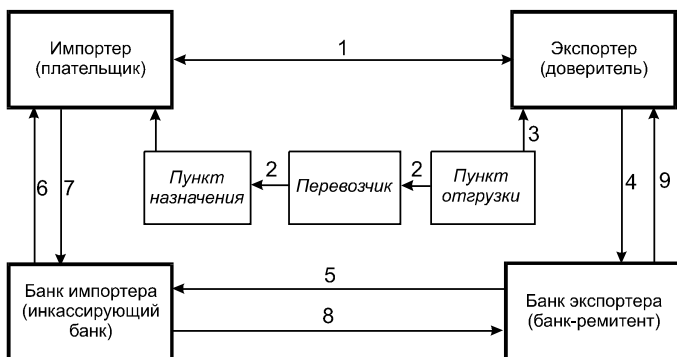 Импортер
(плательщик)
1
Экспортер
(доверитель)
3
Пункт
назначения
2
Перевозчик
2
Пункт
отгрузки
6
7
4
9
Банк импортера
(инкассирующий
банк)
5
8
Банк экспортера
(банк-ремитент)